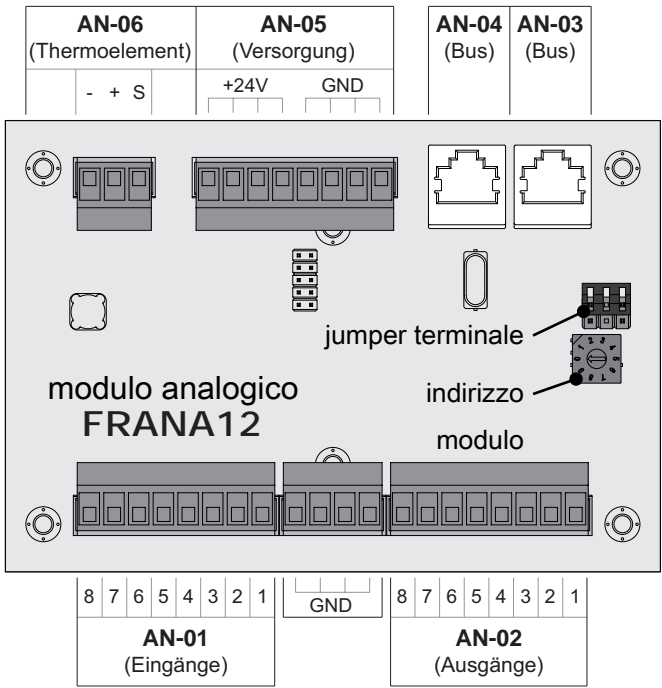 AN-06
(Thermoelement)
AN-05
(Versorgung)
AN-04
(Bus)
AN-03
(Bus)
- + S
+24V
GND
jumper terminale
modulo analogico
FRANA12
indirizzo
modulo
8 7 6 5 4 3 2 1
GND
8 7 6 5 4 3 2 1
AN-01
(Eingänge)
AN-02
(Ausgänge)